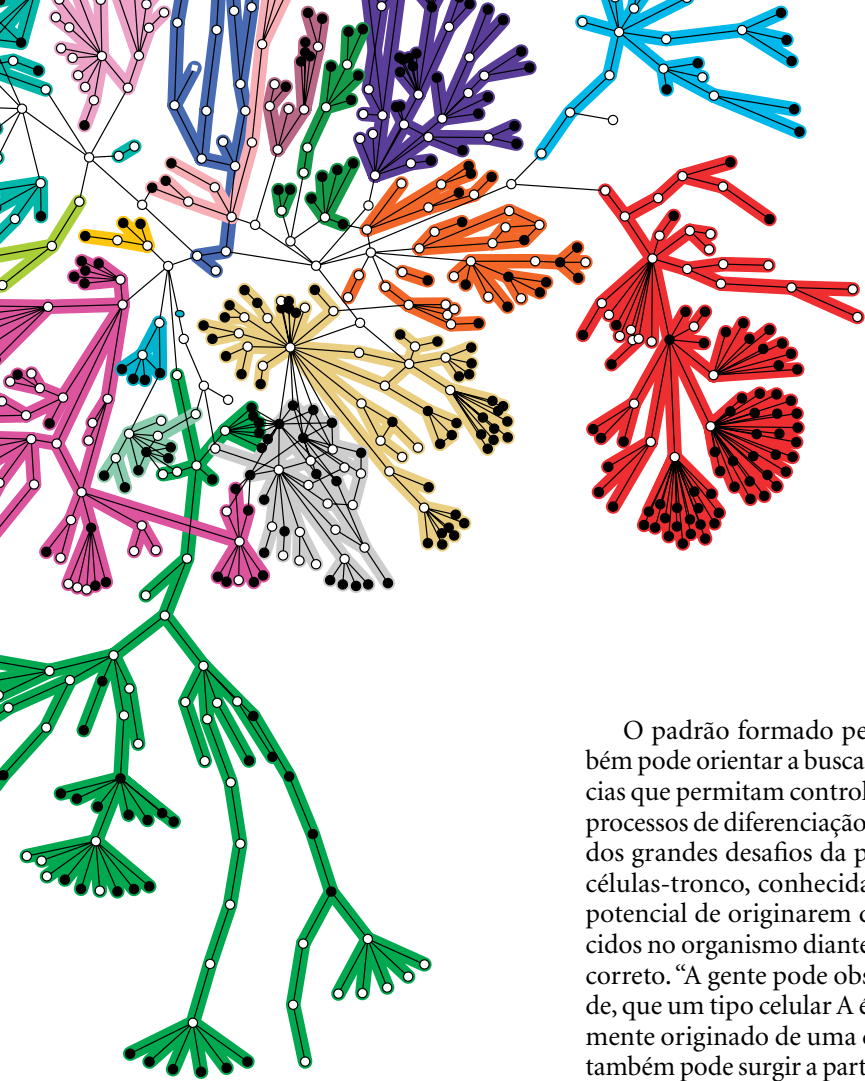 O padrão formado pe
bém pode orientar a busca
cias que permitam control
processos de diferenciação
dos grandes desafios da p
células-tronco, conhecida
potencial de originarem d
cidos no organismo diante
correto. “A gente pode obs
de, que um tipo celular A é
mente originado de uma c
também pode surgir a part